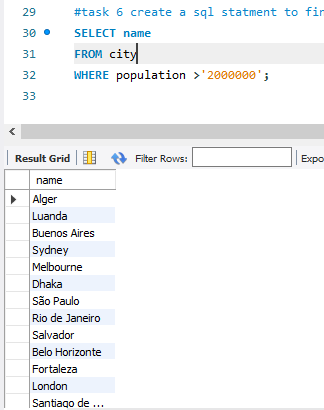 29 #task 6 create a sql statment to fin
30 SELECT name
31 FROM city
32 WHERE population >'2000000';
33
Result Grid Filter Rows: Expo
name
Alger
Luanda
Buenos Aires
Sydney
Melbourne
Dhaka
São Paulo
Rio de Janeiro
Salvador
Belo Horizonte
Fortaleza
London
Santiago de ...